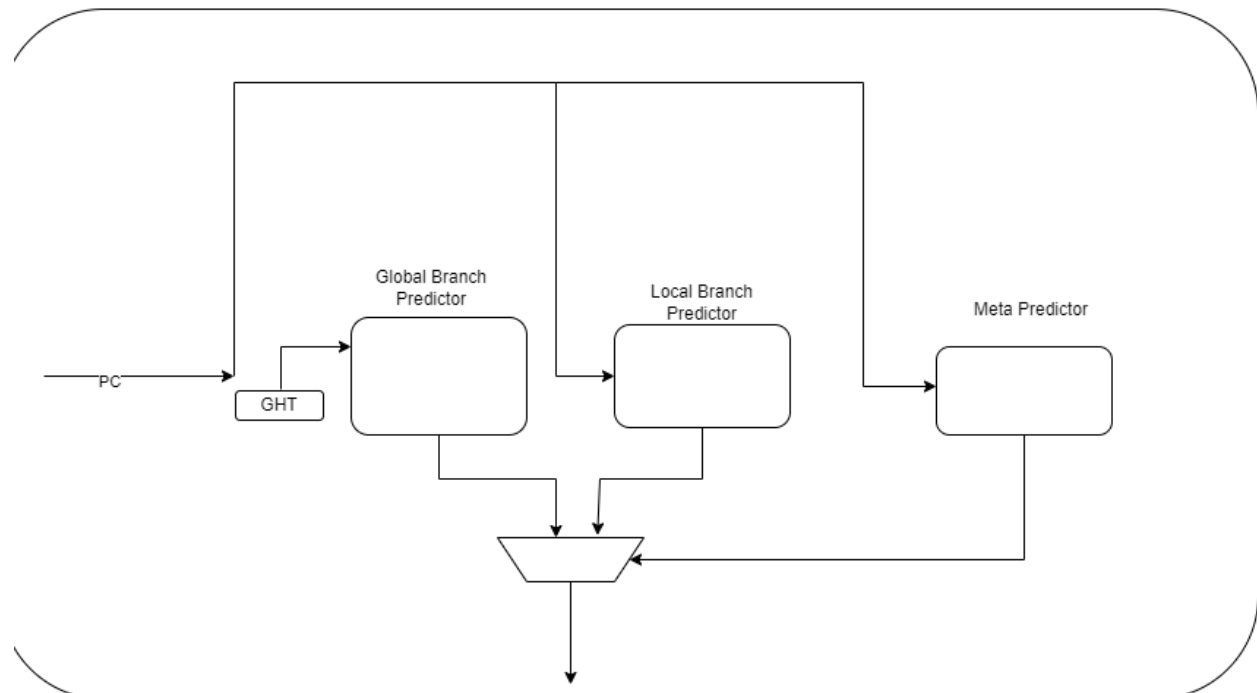 Global Branch
Predictor
Local Branch
Predictor
Meta Predictor
PC
GHT